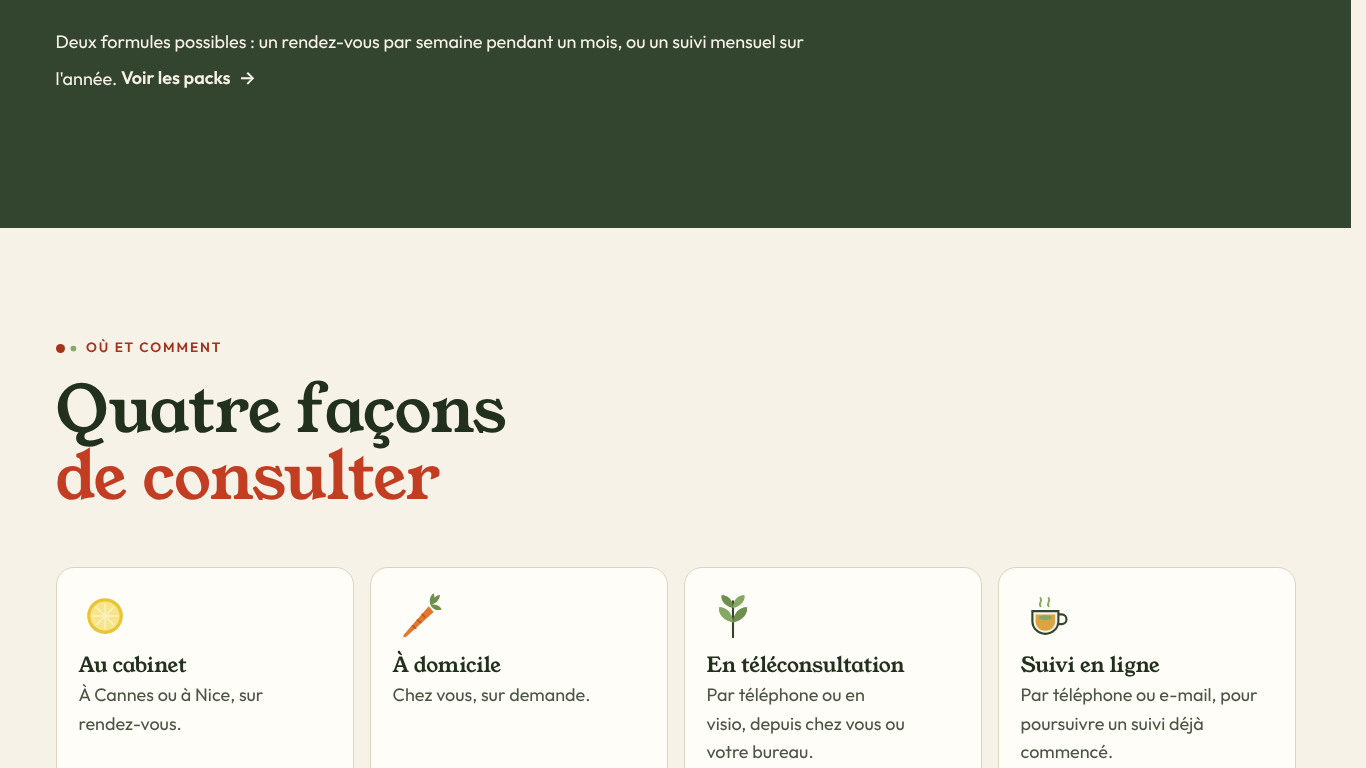 Deux formules possibles : un rendez-vous par semaine pendant un mois, ou un suivi mensuel sur
l'année. Voir les packs →
OÙ ET COMMENT
Quatre façons
de consulter
Au cabinet
À Cannes ou à Nice, sur
rendez-vous.
À domicile
Chez vous, sur demande.
En téléconsultation
Par téléphone ou en
visio, depuis chez vous ou
votre bureau.
Suivi en ligne
Par téléphone ou e-mail, pour
poursuivre un suivi déjà
commencé.